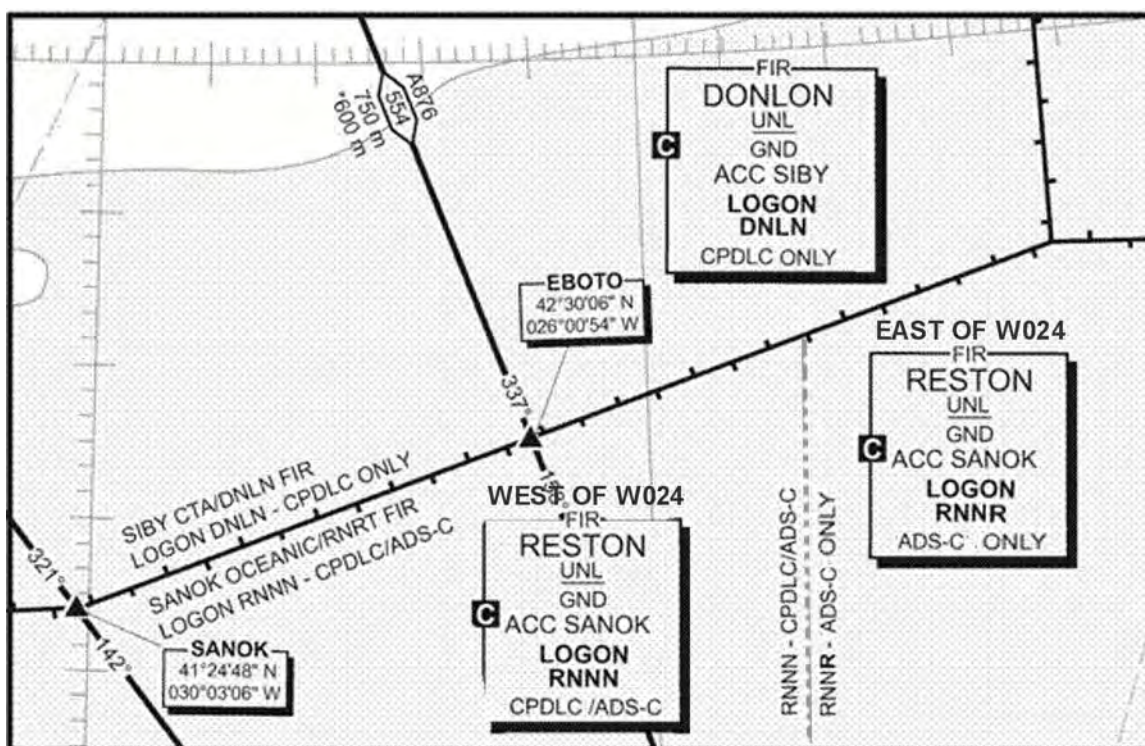 A876
554
750 m
*600 m
FIR
DONLON
UNL
GND
C
ACC SIBY
LOGON
DNLN
CPDLC ONLY
EBOTO
42°30'06" N
026°00'54" W
337°
EAST OF W024
FIR
RESTON
UNL
GND
C
ACC SANOK
LOGON
RNNR
ADS-C . ONLY
SIBY CTA/DNLN FIR
LOGON DNLN - CPDLC ONLY
SANOK OCEANIC/RNRT FIR
LOGON RNNN - CPDLC/ADS-C
WEST OF W024
FIR
RESTON
UNL
GND
C
ACC SANOK
LOGON
RNNN
CPDLC /ADS-C
RNNN - CPDLC/ADS-C
RNNR - ADS-C ONLY
321°
142°
SANOK
41°24'48" N
030°03'06" W